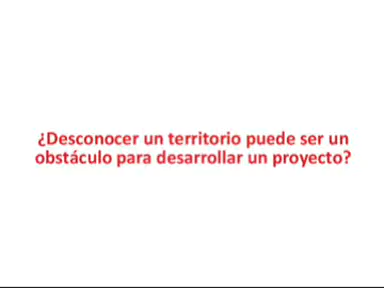 ¿Desconocer un territorio puede ser un
obstáculo para desarrollar un proyecto?